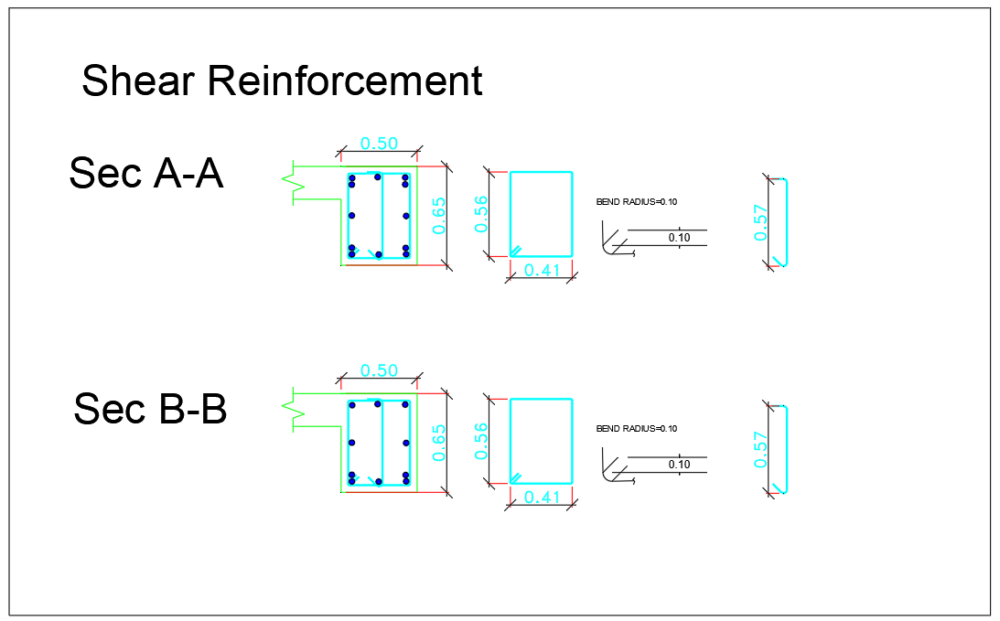 Shear Reinforcement
Sec A-A
0.50
0.65
0.56
0.41
BEND RADIUS=0.10
0.10
0.57
Sec B-B
0.50
0.65
0.56
0.41
BEND RADIUS=0.10
0.10
0.57